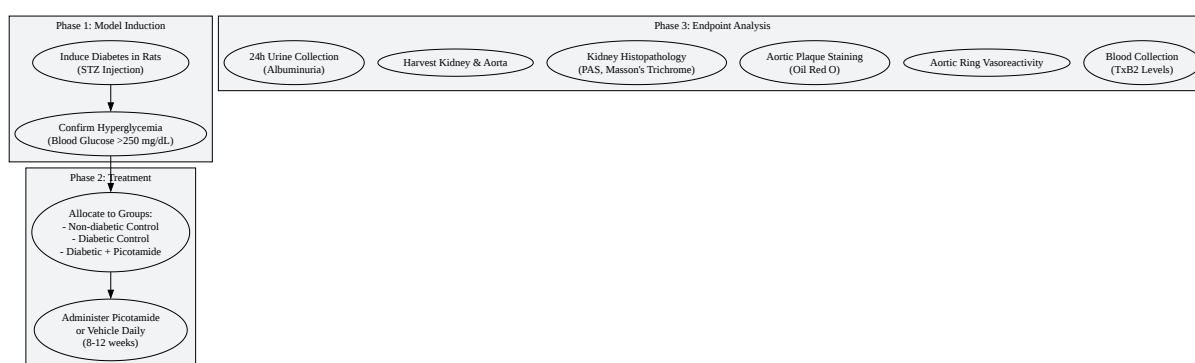 Phase 1: Model Induction
Induce Diabetes in Rats
(STZ Injection)
Confirm Hyperglycemia
(Blood Glucose >250 mg/dL)
Phase 2: Treatment
Allocate to Groups:
- Non-diabetic Control
- Diabetic Control
- Diabetic + Picotamide
Administer Picotamide
or Vehicle Daily
(8-12 weeks)
Phase 3: Endpoint Analysis
24h Urine Collection
(Albuminuria)
Harvest Kidney & Aorta
Kidney Histopathology
(PAS, Masson's Trichrome)
Aortic Plaque Staining
(Oil Red O)
Aortic Ring Vasoreactivity
Blood Collection
(TxB2 Levels)